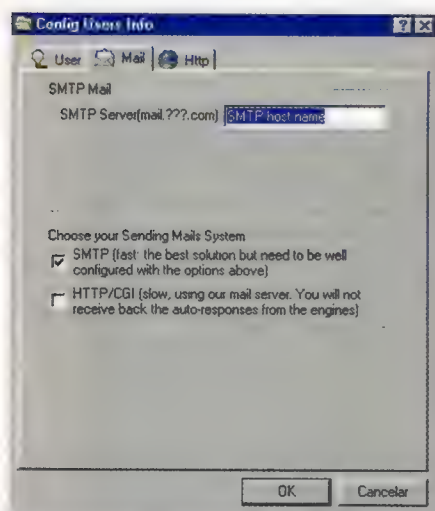 Config Users Info
User Mail Http
SMTP Mail
SMTP Server(mail.???.com) SMTP host name
Choose your Sending Mails System
SMTP (fast: the best solution but need to be well
configured with the options above)
HTTP/CGI (slow, using our mail server. You will not
receive back the auto-responses from the engines)
OK Cancelar